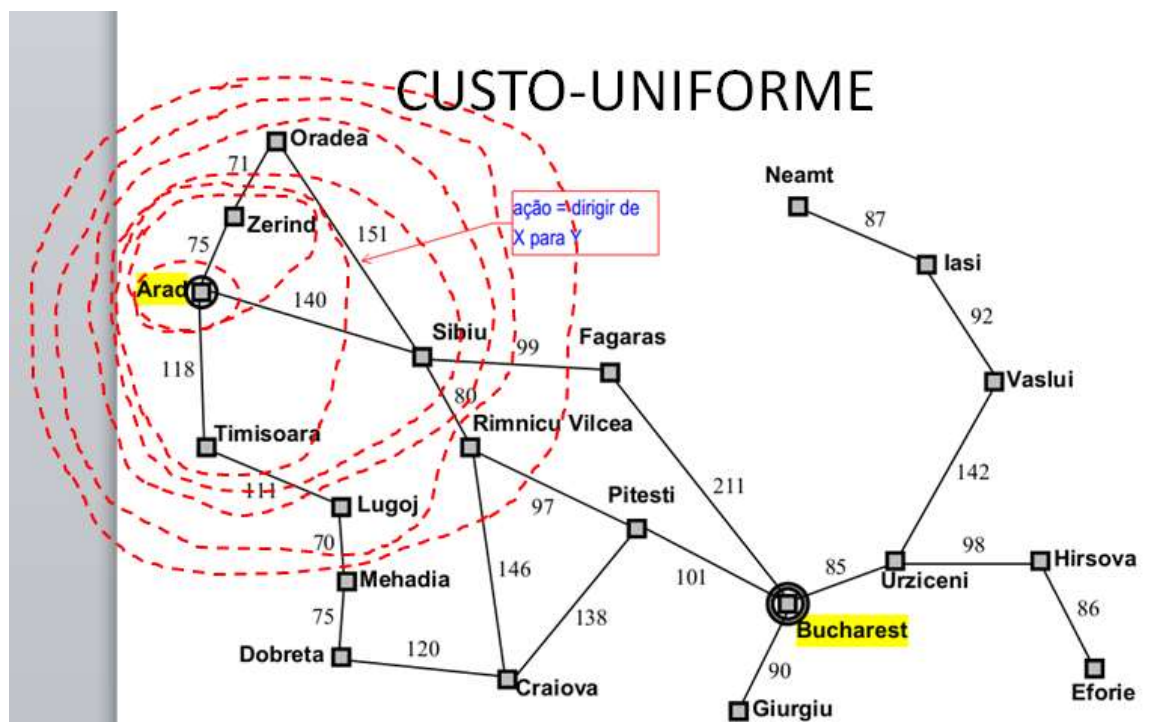 CUSTO-UNIFORME
Oradea
71
Neamt
Zerind
ação = dirigir de
X para Y
87
151
75
Iasi
Arad
140
92
Sibiu
99
Fagaras
118
Vaslui
80
Timisoara
Rimnicu Vilcea
142
111
211
Lugoj
97
Pitesti
70
98
Hirsova
146
101
85
Mehadia
Urziceni
75
138
86
Bucharest
Dobreta
120
90
Craiova
Eforie
Giurgiu